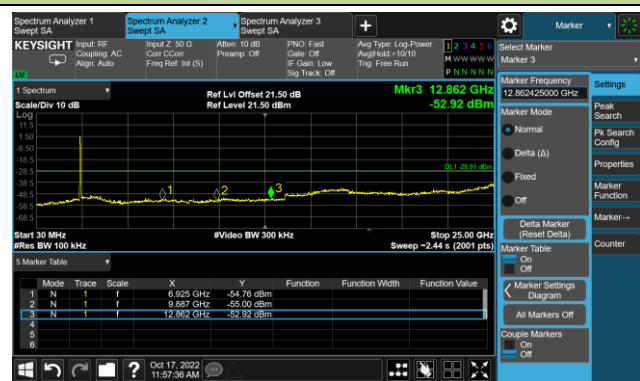 Spectrum Analyzer 1
Swept SA
Spectrum Analyzer 2
Swept SA
Spectrum Analyzer 3
Swept SA
+
Marker
KEYSIGHT
Input: RF
Coupling: AC
Align: Auto
Input Z: 50 Ω
Corr CCorr
Freq Ref: Int (S)
Atten: 10 dB
Preamp: Off
PNO: Fast
Gate: Off
IF Gain: Low
Sig Track: Off
Avg Type: Log-Power
Avg|Hold:>10/10
Trig: Free Run
1 2 3 4 5 6
M W W W W W
P N N N N N
LXI
Select Marker
Marker 3
1 Spectrum
Scale/Div 10 dB
Ref Lvl Offset 21.50 dB
Ref Level 21.50 dBm
Mkr3 12.862 GHz
-52.92 dBm
Log
11.5
1.50
-8.50
-18.5
-28.5
-38.5
-48.5
-58.5
-68.5
DL1 -28.91 dBm
1
2
3
Start 30 MHz
#Res BW 100 kHz
#Video BW 300 kHz
Stop 25.00 GHz
Sweep ~2.44 s (2001 pts)
5 Marker Table
Mode Trace Scale X Y Function Function Width Function Value
1 N 1 f 6.925 GHz -54.76 dBm
2 N 1 f 9.887 GHz -55.00 dBm
3 N 1 f 12.862 GHz -52.92 dBm
4
5
6
Marker Frequency
12.862425000 GHz
Marker Mode
Normal
Delta (Δ)
Fixed
Off
Delta Marker
(Reset Delta)
Marker Table
On
Off
Marker Settings
Diagram
All Markers Off
Couple Markers
On
Off
Settings
Peak
Search
Pk Search
Config
Properties
Marker
Function
Marker→
Counter
?
Oct 17, 2022
11:57:36 AM